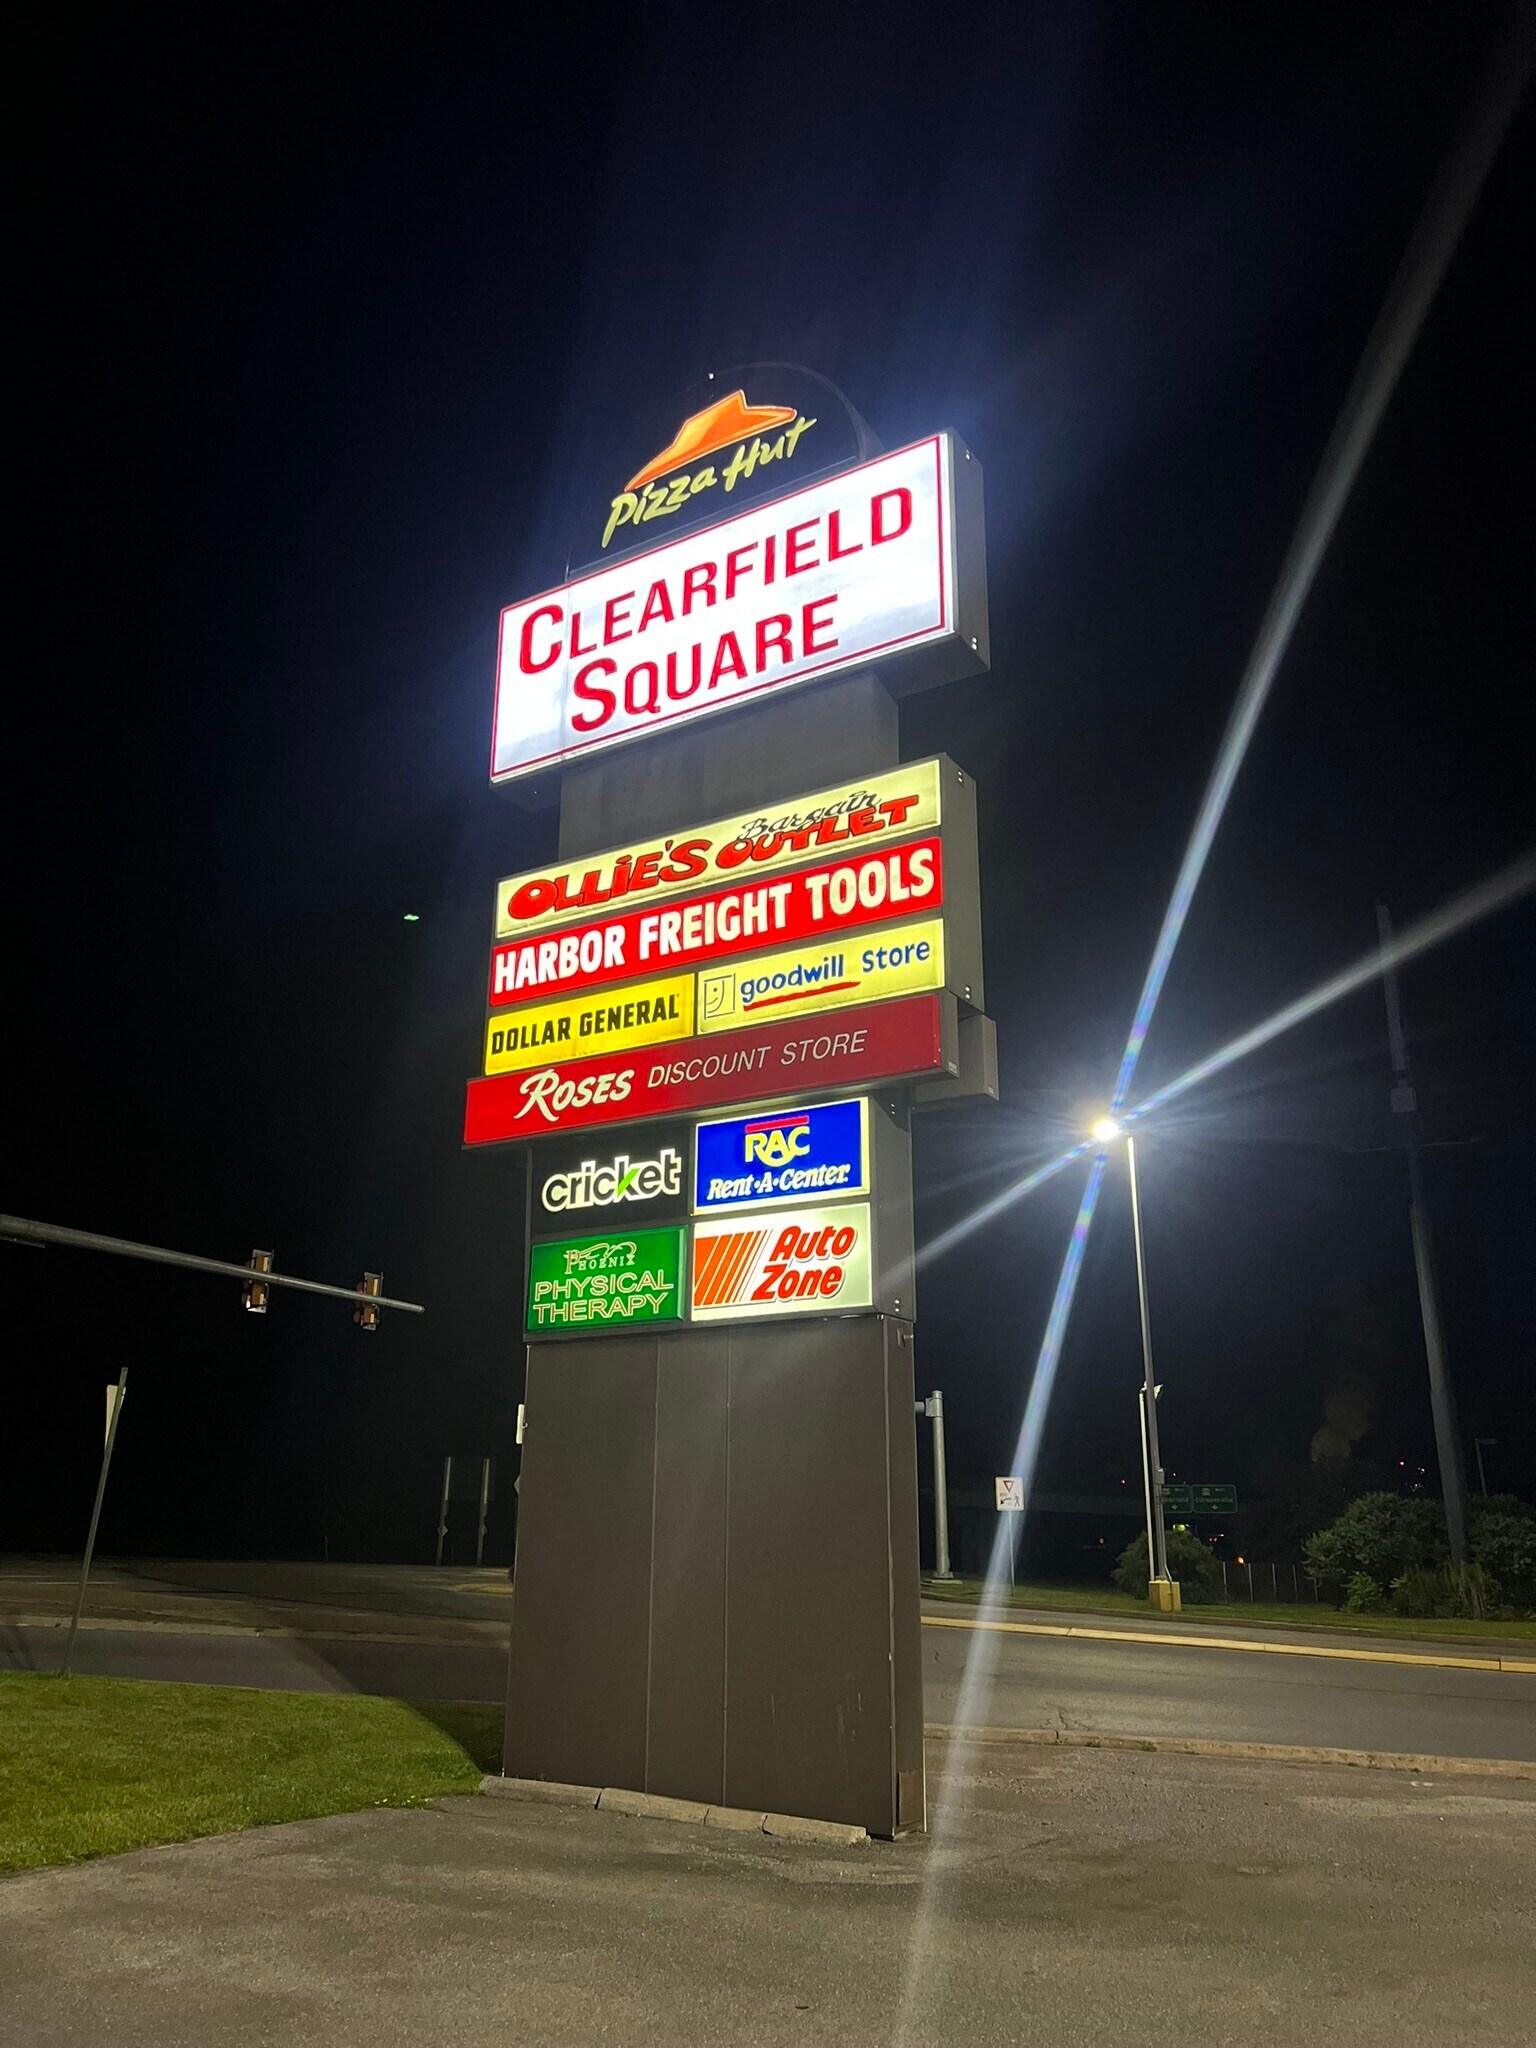 Pizza Hut
CLEARFIELD
SQUARE
OLLiE'S Bargain OUTLET
HARBOR FREIGHT TOOLS
DOLLAR GENERAL
goodwill Store
ROSES DISCOUNT STORE
cricket
RAC
Rent•A•Center
PHOENIX
PHYSICAL
THERAPY
Auto
Zone